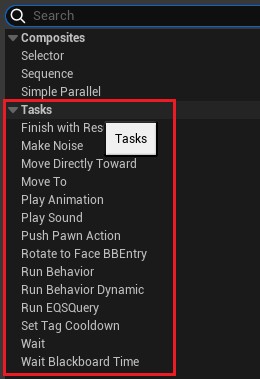 Search
Composites
Selector
Sequence
Simple Parallel
Tasks
Finish with Res
Make Noise
Tasks
Move Directly Toward
Move To
Play Animation
Play Sound
Push Pawn Action
Rotate to Face BBEntry
Run Behavior
Run Behavior Dynamic
Run EQSQuery
Set Tag Cooldown
Wait
Wait Blackboard Time